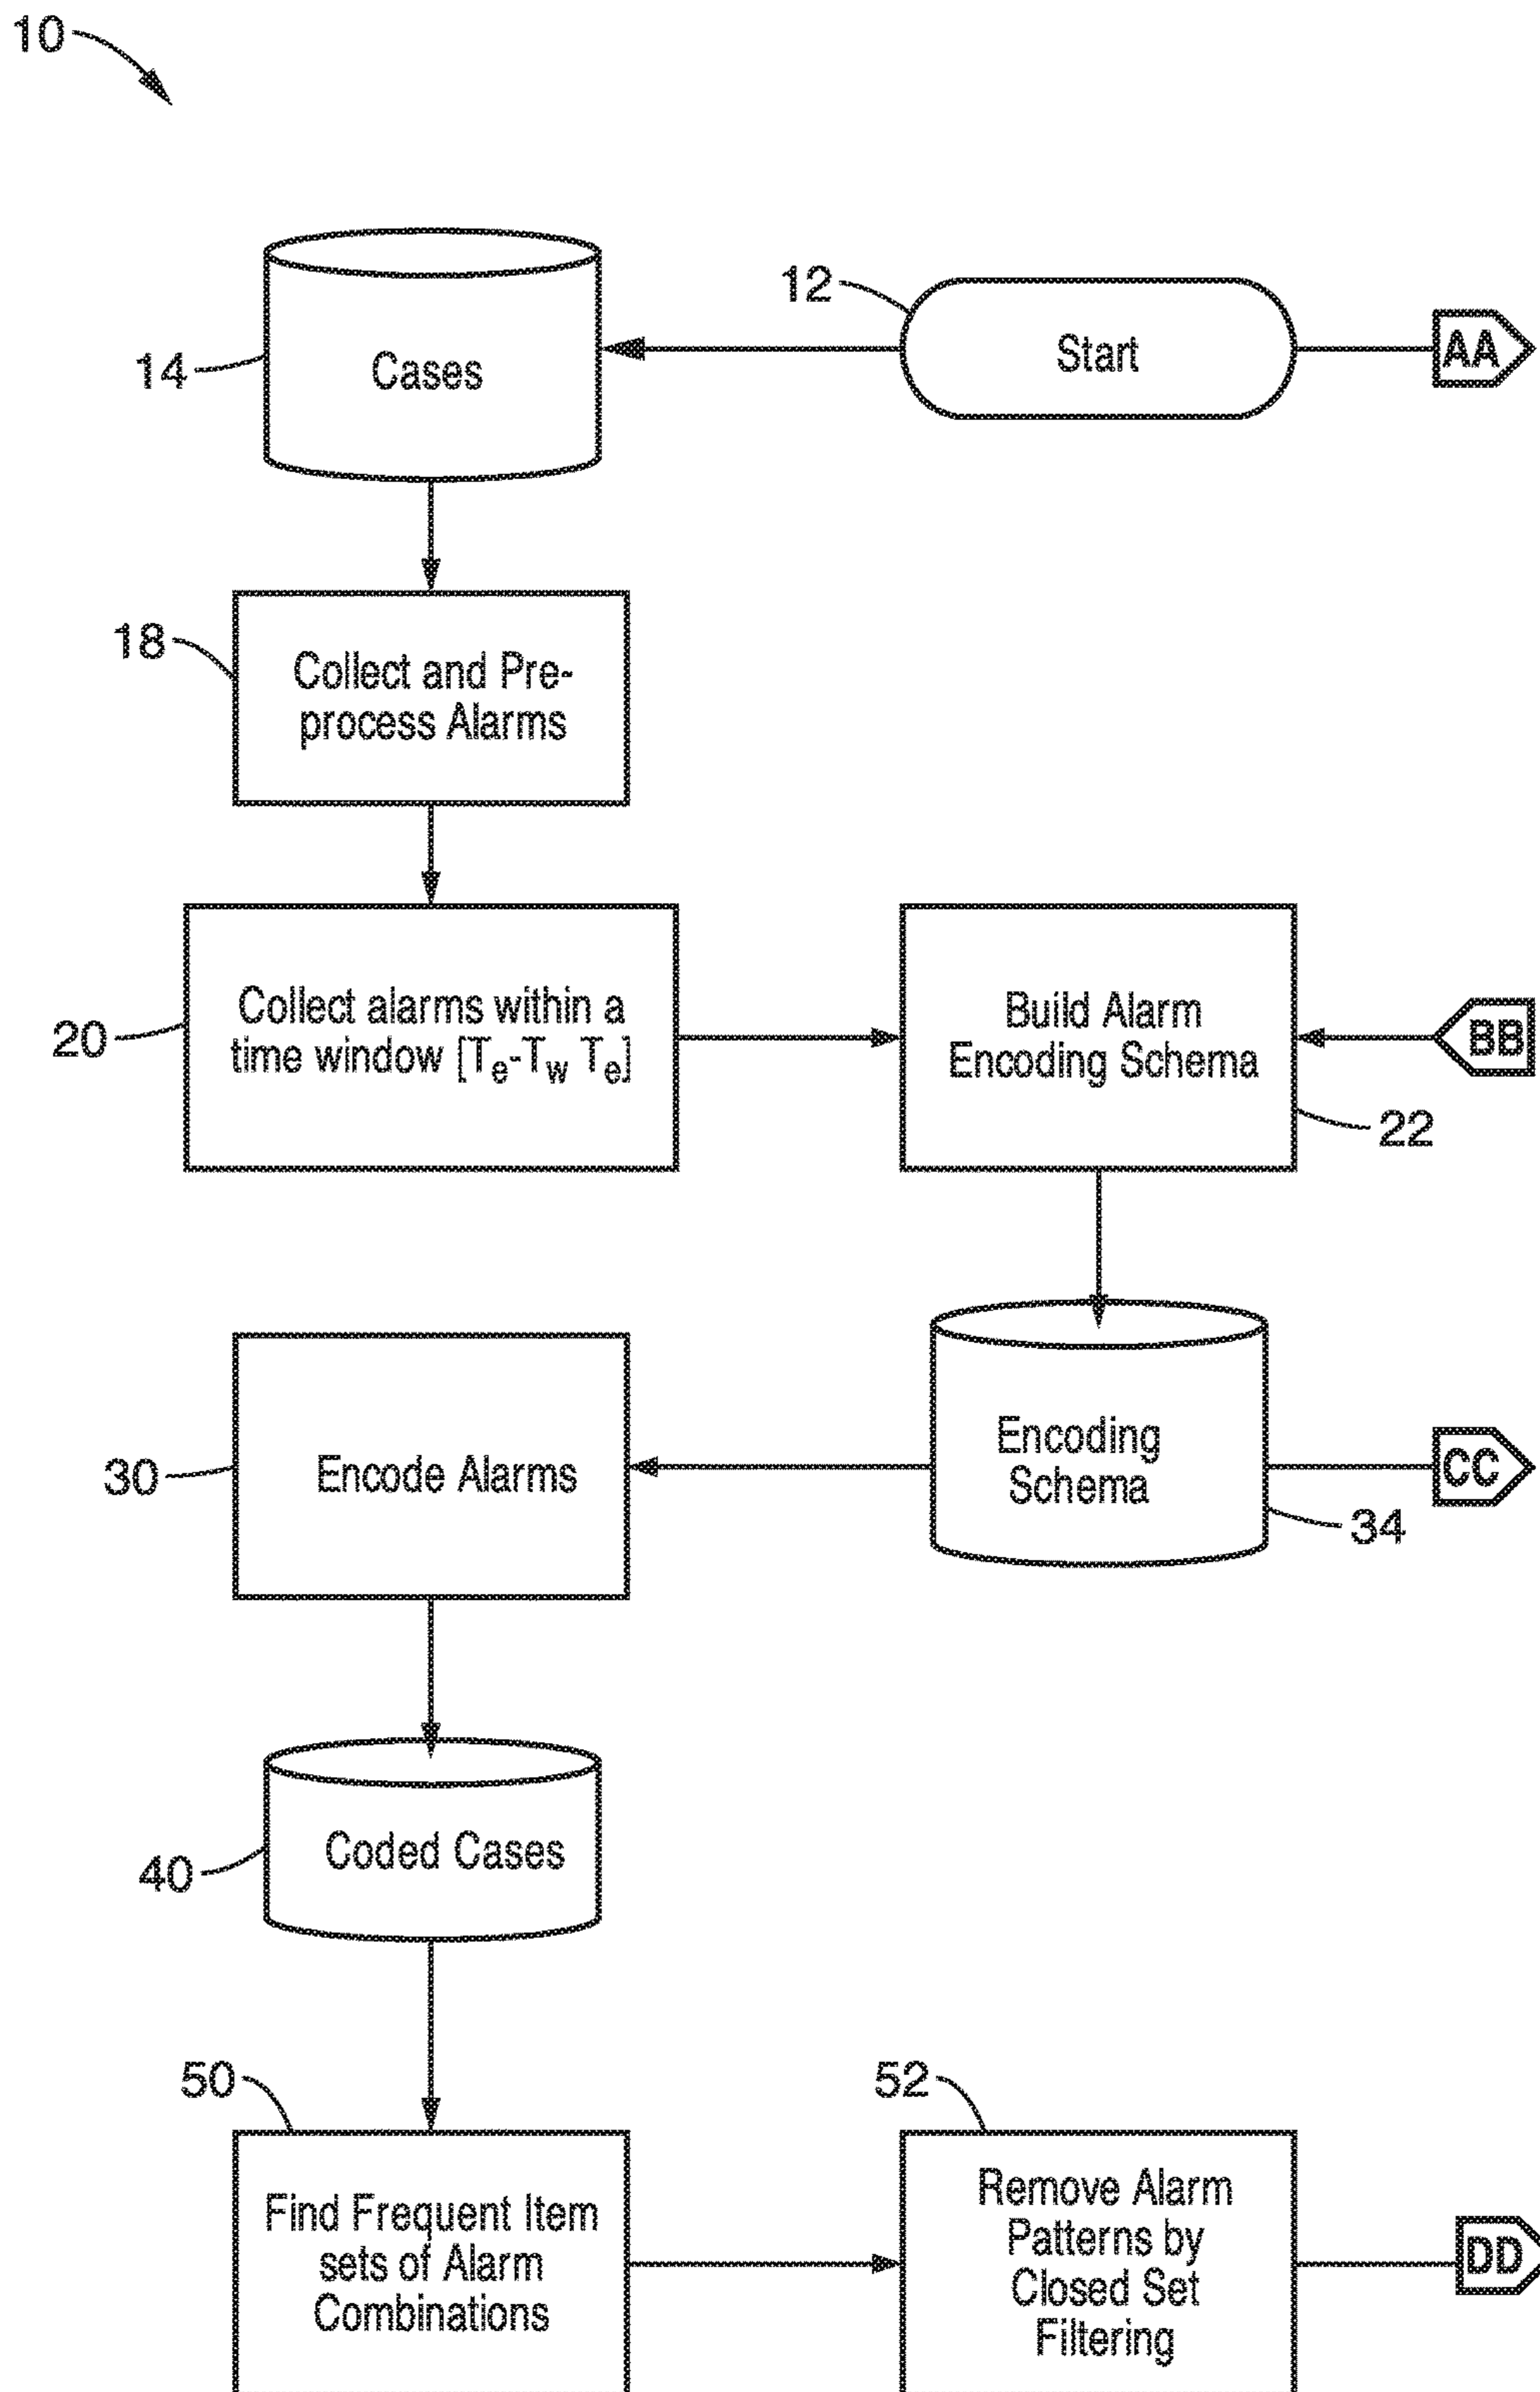 10
12
Start
AA
14
Cases
18
Collect and Pre-
process Alarms
20
Collect alarms within a
time window [Te-Tw Te]
Build Alarm
Encoding Schema
BB
22
30
Encode Alarms
Encoding
Schema
CC
34
40
Coded Cases
50
Find Frequent Item
sets of Alarm
Combinations
52
Remove Alarm
Patterns by
Closed Set
Filtering
DD